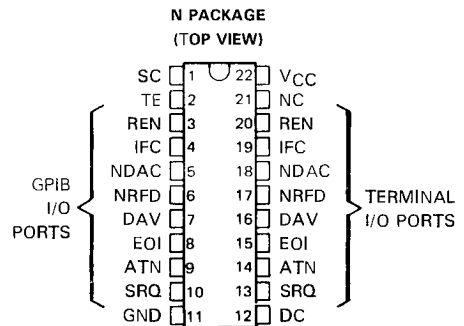 N PACKAGE
(TOP VIEW)
SC 1 22 VCC
TE 2 21 NC
REN 3 20 REN
IFC 4 19 IFC
NDAC 5 18 NDAC
NRFD 6 17 NRFD
DAV 7 16 DAV
EOI 8 15 EOI
ATN 9 14 ATN
SRQ 10 13 SRQ
GND 11 12 DC
GPIB
I/O
PORTS
TERMINAL
I/O PORTS